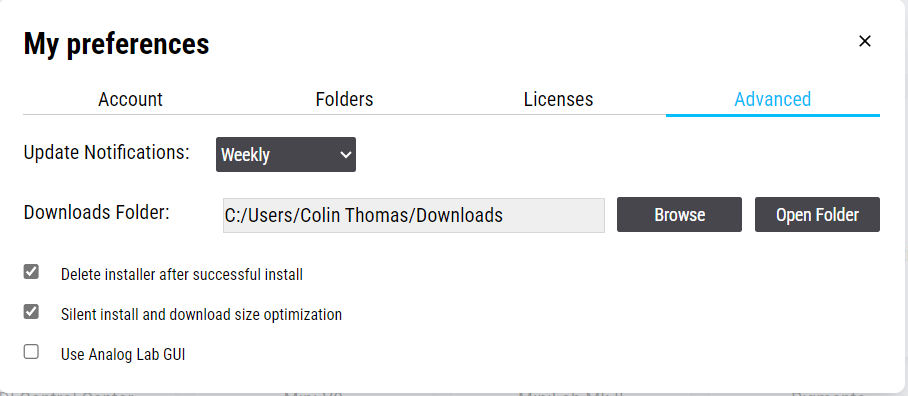 My preferences
×
Account Folders Licenses Advanced
Update Notifications: Weekly
Downloads Folder: C:/Users/Colin Thomas/Downloads Browse Open Folder
Delete installer after successful install
Silent install and download size optimization
Use Analog Lab GUI